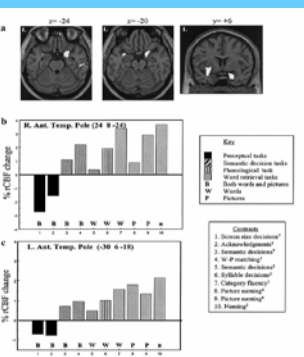 z= -24 z= -20 y= +6
a L L L
b
R. Ant. Temp. Pole (24 8 -24)
% rCBF change
B B B B W W W P P n
1 2 3 4 5 6 7 8 9 10
Key
Perceptual tasks
Semantic decision tasks
Phonological task
Word retrieval tasks
B Both words and pictures
W Words
P Pictures
c
L. Ant. Temp. Pole (-30 6 -18)
% rCBF change
B B B B W W W P P n
1 2 3 4 5 6 7 8 9 10
Contrasts
1. Screen size decisions
2. Acknowledgments
3. Semantic decisions
4. W-P matching
5. Semantic decisions
6. Syllable decisions
7. Category fluency
8. Picture naming
9. Picture naming
10. Naming